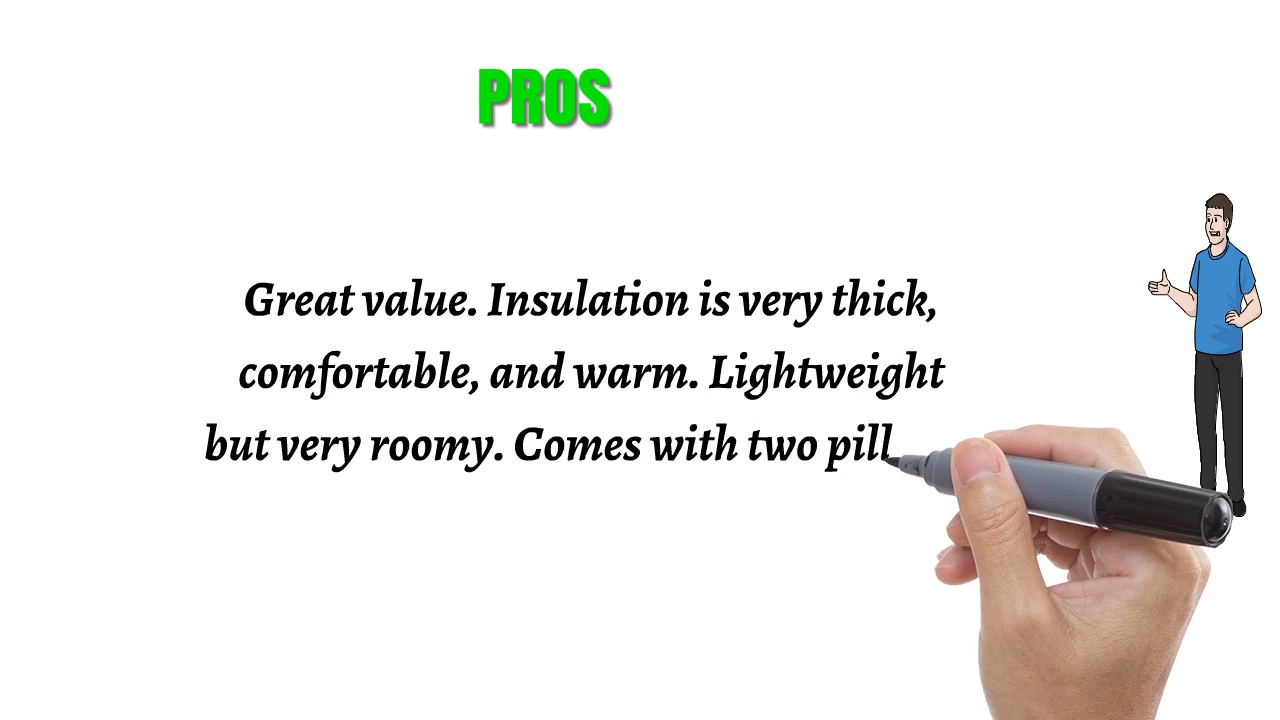 PROS
Great value. Insulation is very thick,
comfortable, and warm. Lightweight
but very roomy. Comes with two pill